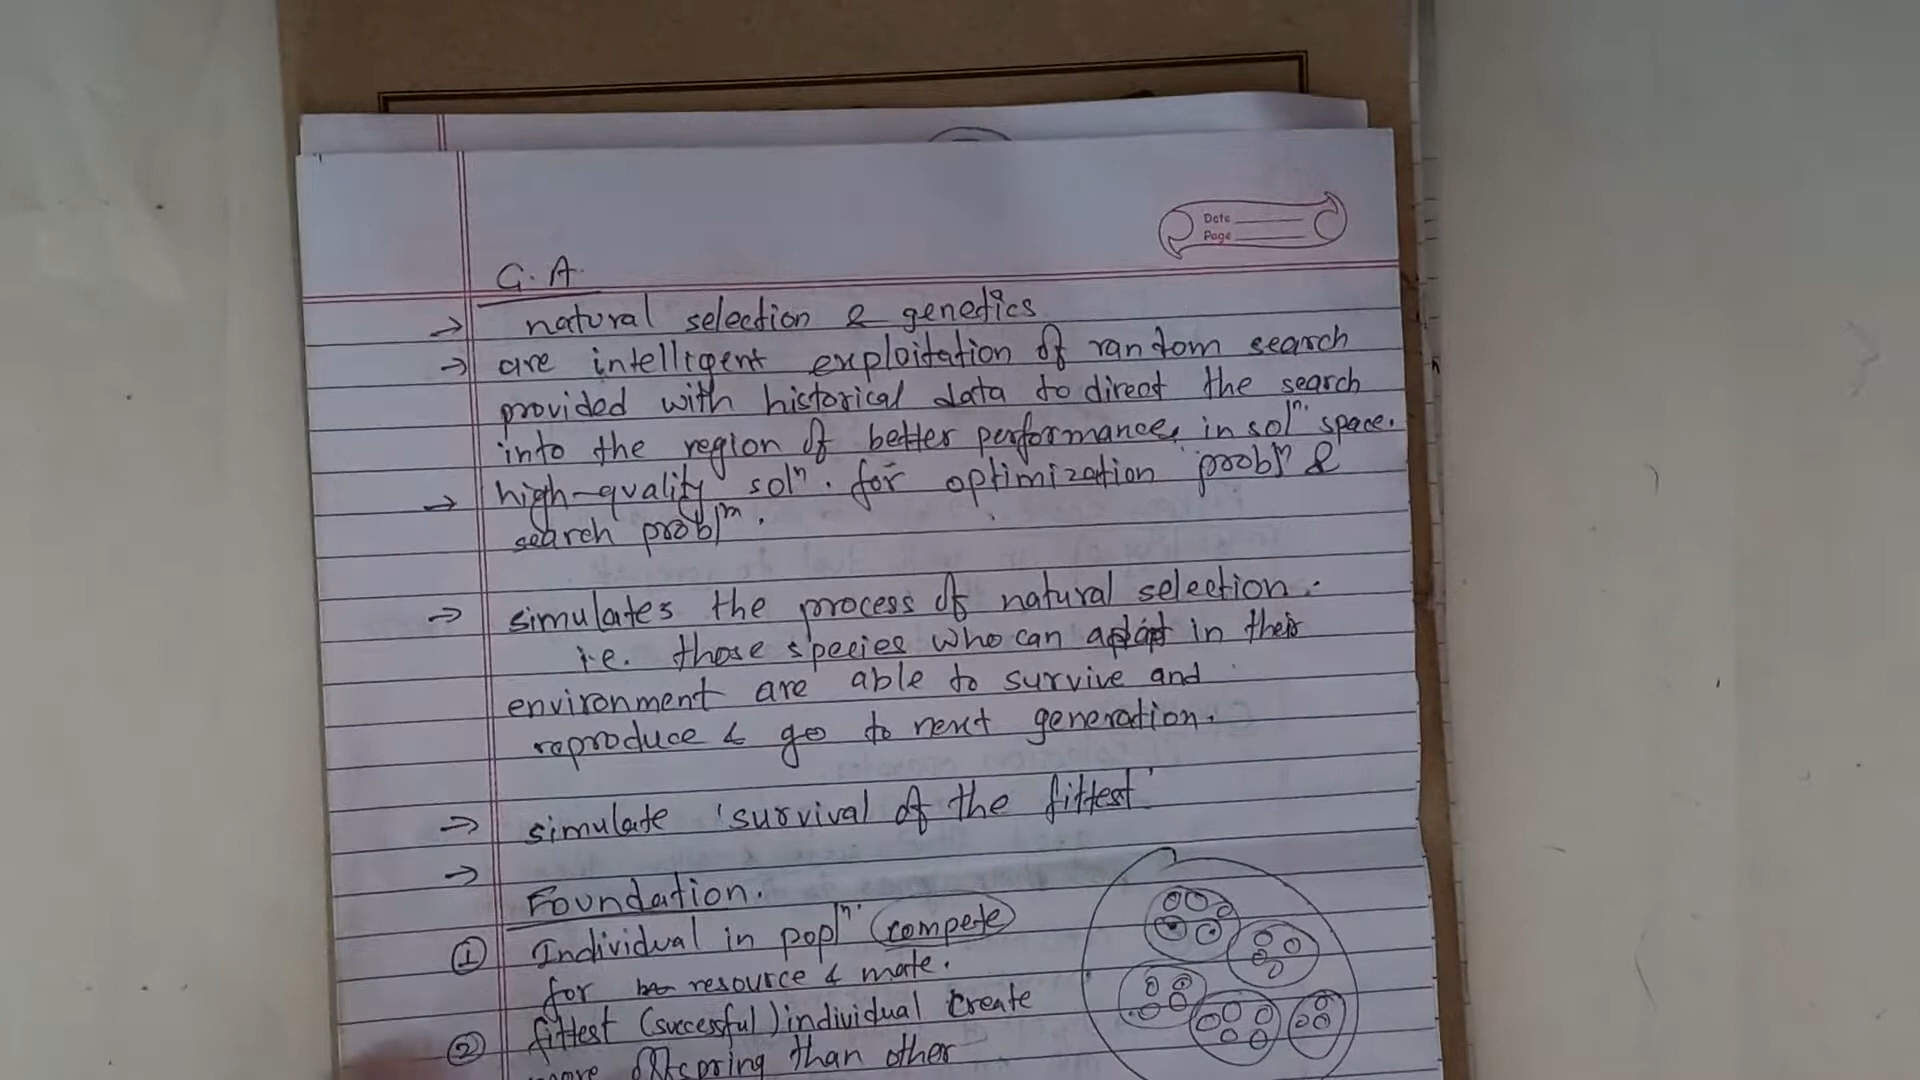 Date
Page
G.A.
→ natural selection & genetics
→ are intelligent exploitation of random search
provided with historical data to direct the search
into the region of better performance, in solⁿ. space.
→ high-quality solⁿ. for optimization problᵐ &
search problᵐ.
→ simulates the process of natural selection.
i.e. those species who can adapt in their
environment are able to survive and
reproduce & go to next generation.
→ simulate 'survival of the fittest'
→
Foundation.
① Individual in poplⁿ. compete
for resource & mate.
② fittest (successful) individual create
more offspring than other